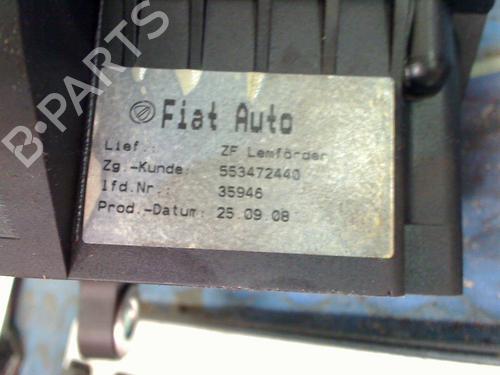 B-PARTS
Fiat Auto
Lief.: ZF Lemförder
Zg.-Kunde: 553472440
lfd.Nr.: 35946
Prod.-Datum: 25.09.08